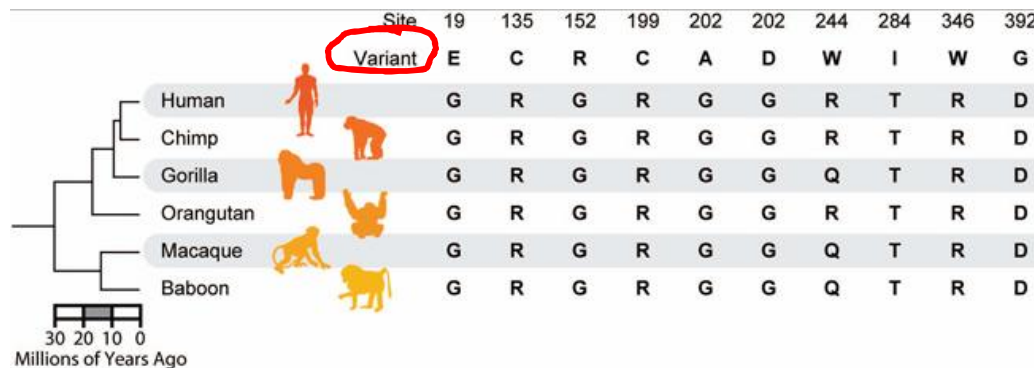 Site 19 135 152 199 202 202 244 284 346 392
Variant E C R C A D W I W G
Human G R G R G G R T R D
Chimp G R G R G G R T R D
Gorilla G R G R G G Q T R D
Orangutan G R G R G G R T R D
Macaque G R G R G G Q T R D
Baboon G R G R G G Q T R D
30 20 10 0
Millions of Years Ago